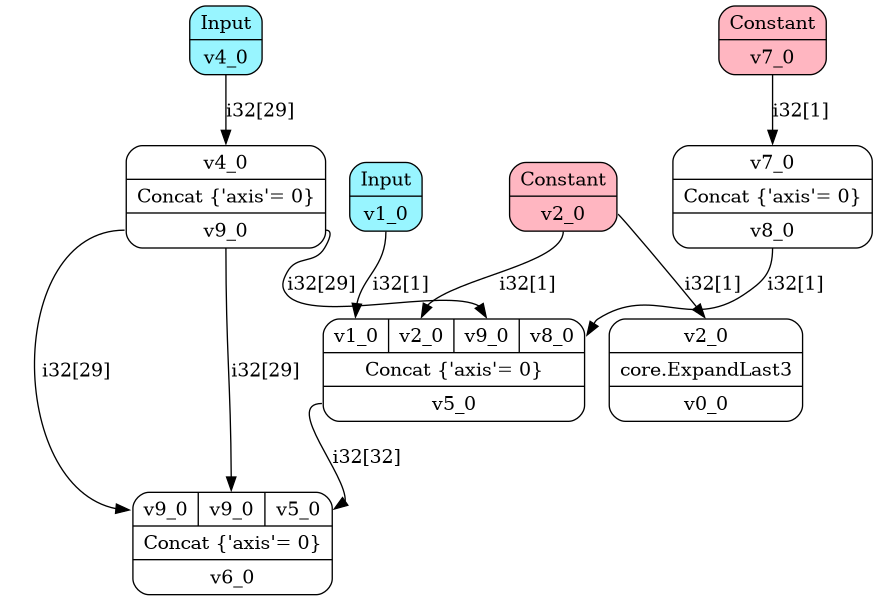 Input
v4_0
Constant
v7_0
i32[29]
i32[1]
v4_0
Concat {'axis'= 0}
v9_0
Input
v1_0
Constant
v2_0
v7_0
Concat {'axis'= 0}
v8_0
i32[29]
i32[1]
i32[1]
i32[1]
i32[1]
v1_0 v2_0 v9_0 v8_0
Concat {'axis'= 0}
v5_0
v2_0
core.ExpandLast3
v0_0
i32[29]
i32[29]
i32[32]
v9_0 v9_0 v5_0
Concat {'axis'= 0}
v6_0